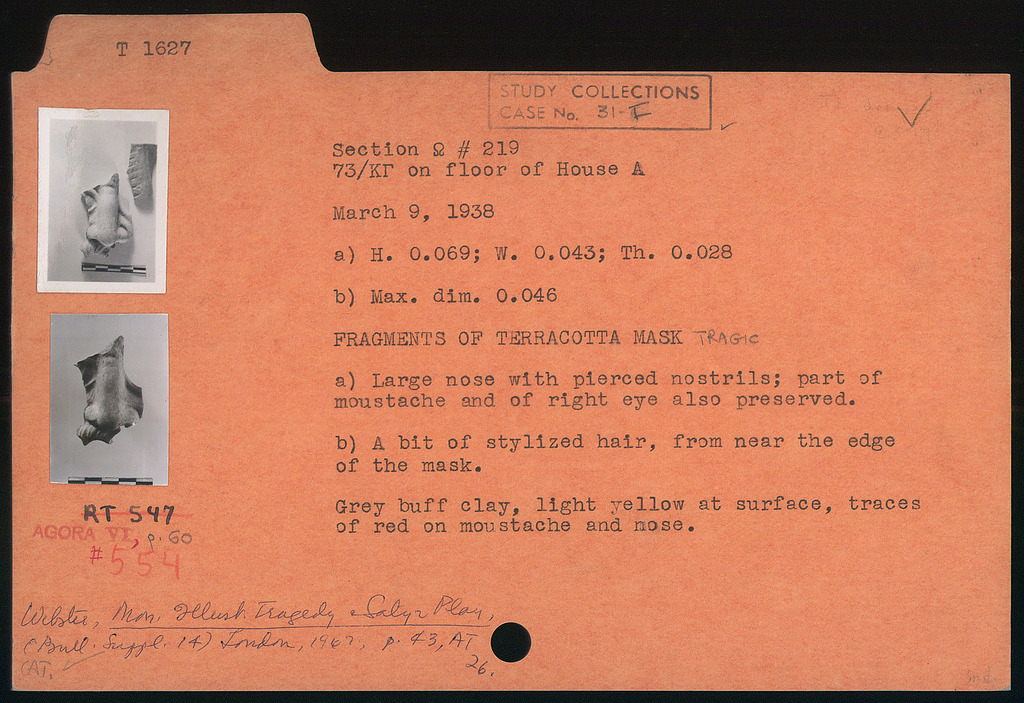 T 1627
STUDY COLLECTIONS
CASE No. 31-I
Section Ω # 219
73/ΚΓ on floor of House A
March 9, 1938
a) H. 0.069; W. 0.043; Th. 0.028
b) Max. dim. 0.046
FRAGMENTS OF TERRACOTTA MASK TRAGIC
a) Large nose with pierced nostrils; part of
moustache and of right eye also preserved.
b) A bit of stylized hair, from near the edge
of the mask.
Grey buff clay, light yellow at surface, traces
of red on moustache and nose.
RT 547
AGORA VI, p. 60
#554
Webster, Mon. Illust. Tragedy & Satyr Play,
(Bull. Suppl. 14) London, 1962, p. 43, AT
26.
(AT.